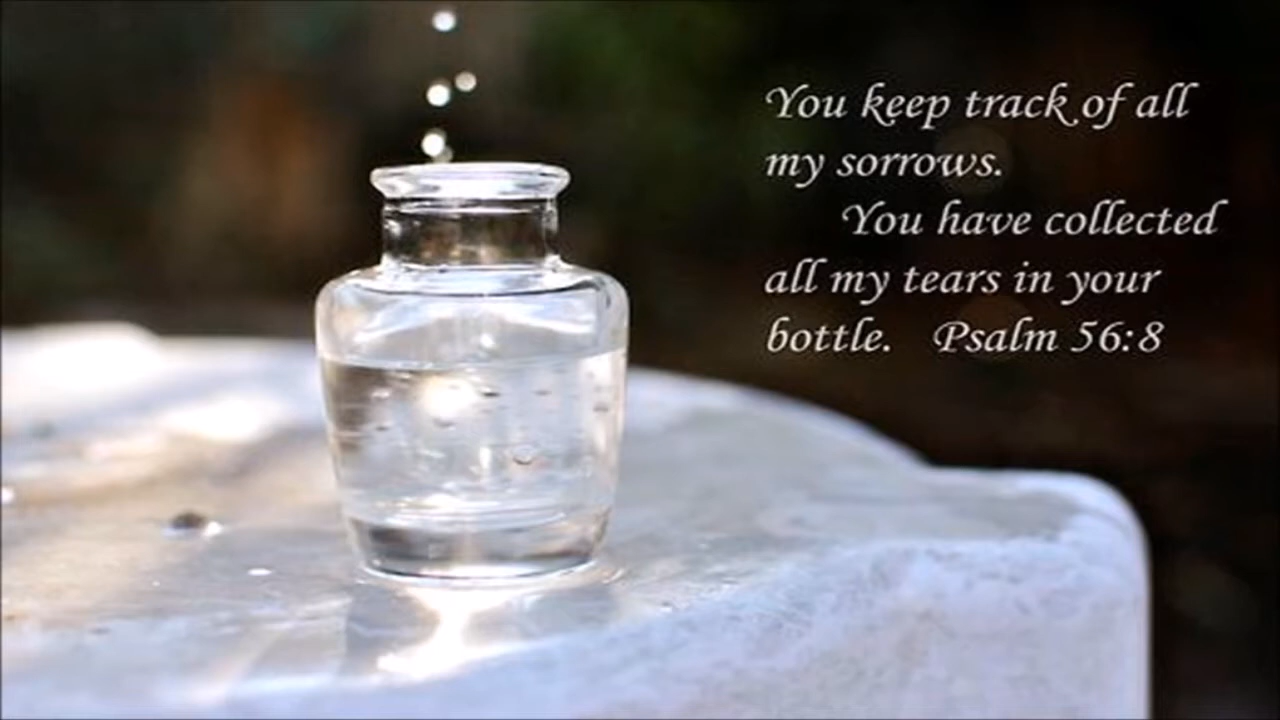 You keep track of all
my sorrows.
You have collected
all my tears in your
bottle. Psalm 56:8